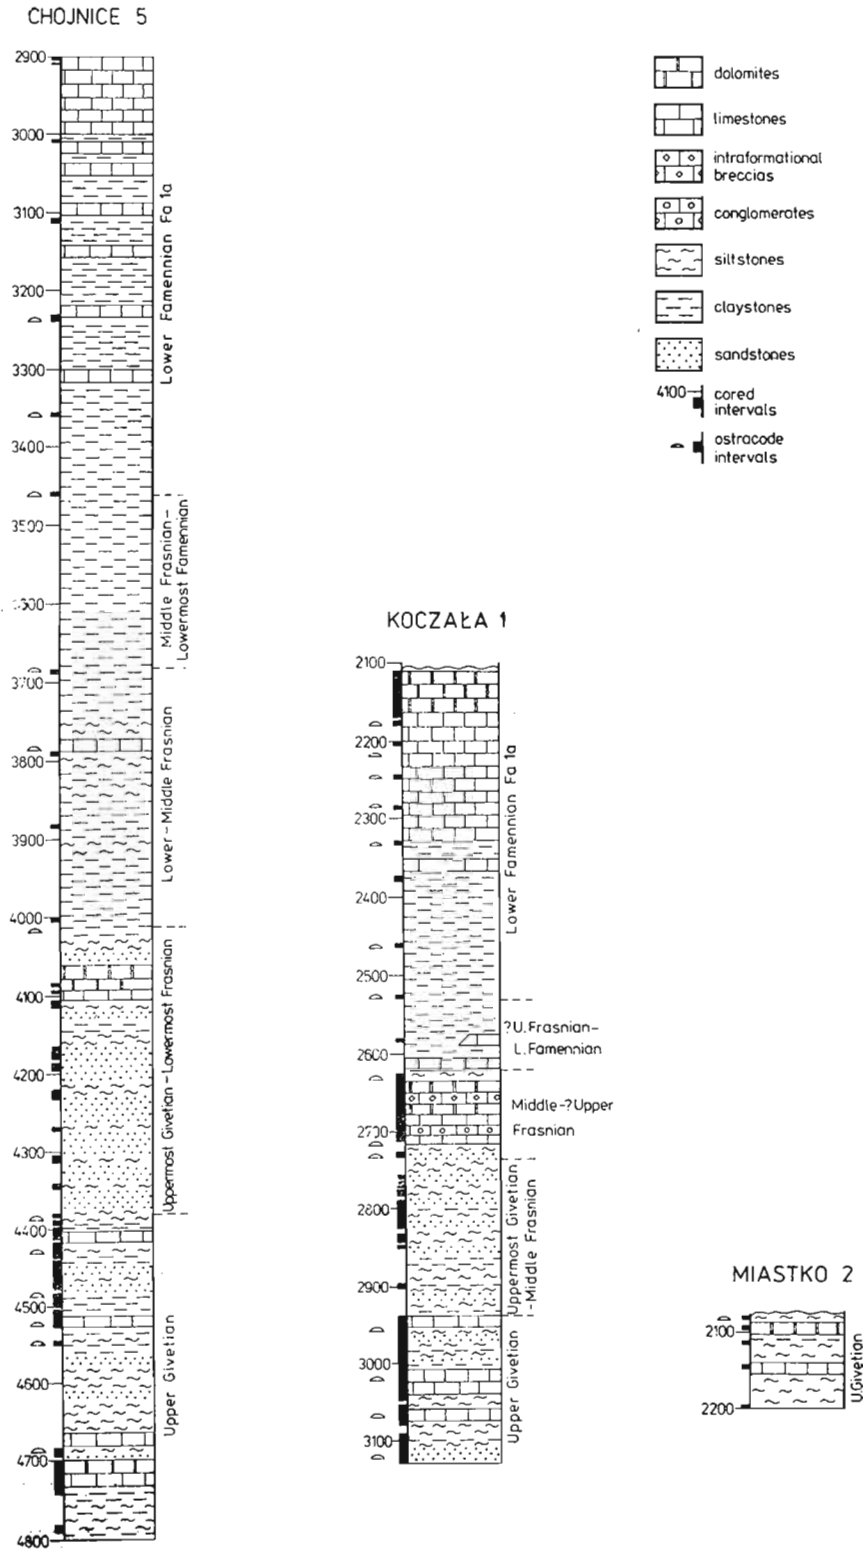 CHOJNICE 5
2900
3000
3100
3200
3300
3400
3700
3800
3900
4000
4100
4200
4300
4400
4500
4600
4700
4800
Lower Famennian Fa 1a
Middle Frasnian-
Lowermost Famennian
Lower-Middle Frasnian
Uppermost Givetian-Lowermost Frasnian
Upper Givetian
dolomites
limestones
intraformational
breccias
conglomerates
siltstones
claystones
sandstones
4100
cored
intervals
ostracode
intervals
KOCZAŁA 1
2100
2200
2300
2400
2500
2600
2700
2800
2900
3000
3100
Lower Famennian Fa 1a
?U.Frasnian-
L.Famennian
Middle-?Upper
Frasnian
Uppermost Givetian
-Middle Frasnian
Upper Givetian
MIASTKO 2
2100
2200
U.Givetian